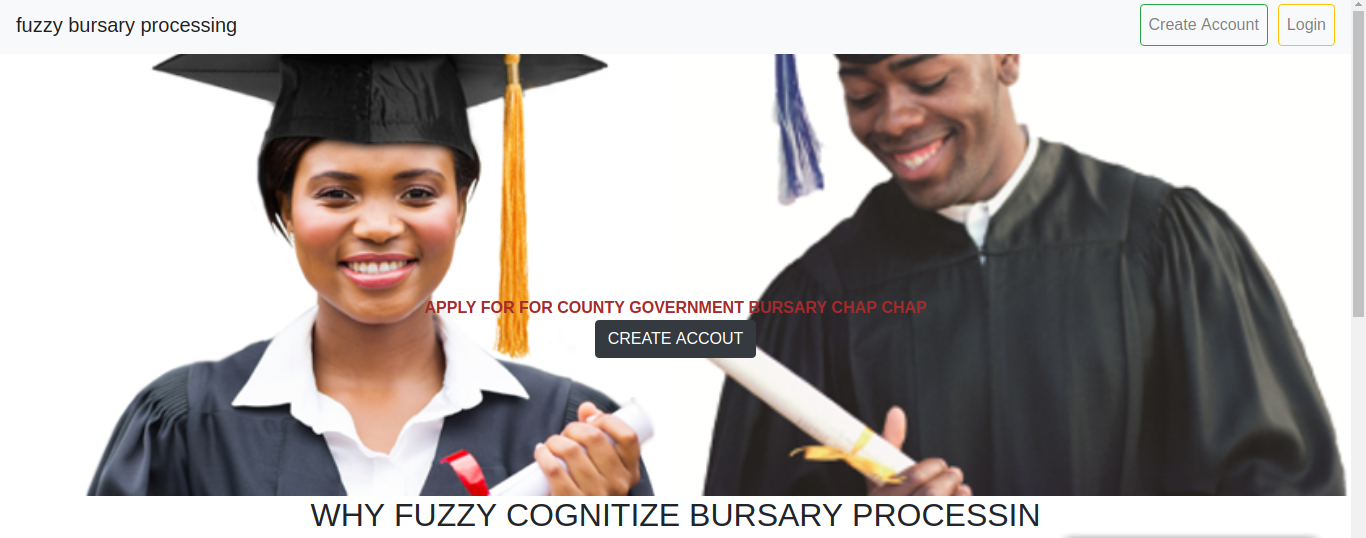 fuzzy bursary processing
Create Account
Login
APPLY FOR FOR COUNTY GOVERNMENT BURSARY CHAP CHAP
CREATE ACCOUT
WHY FUZZY COGNITIZE BURSARY PROCESSIN